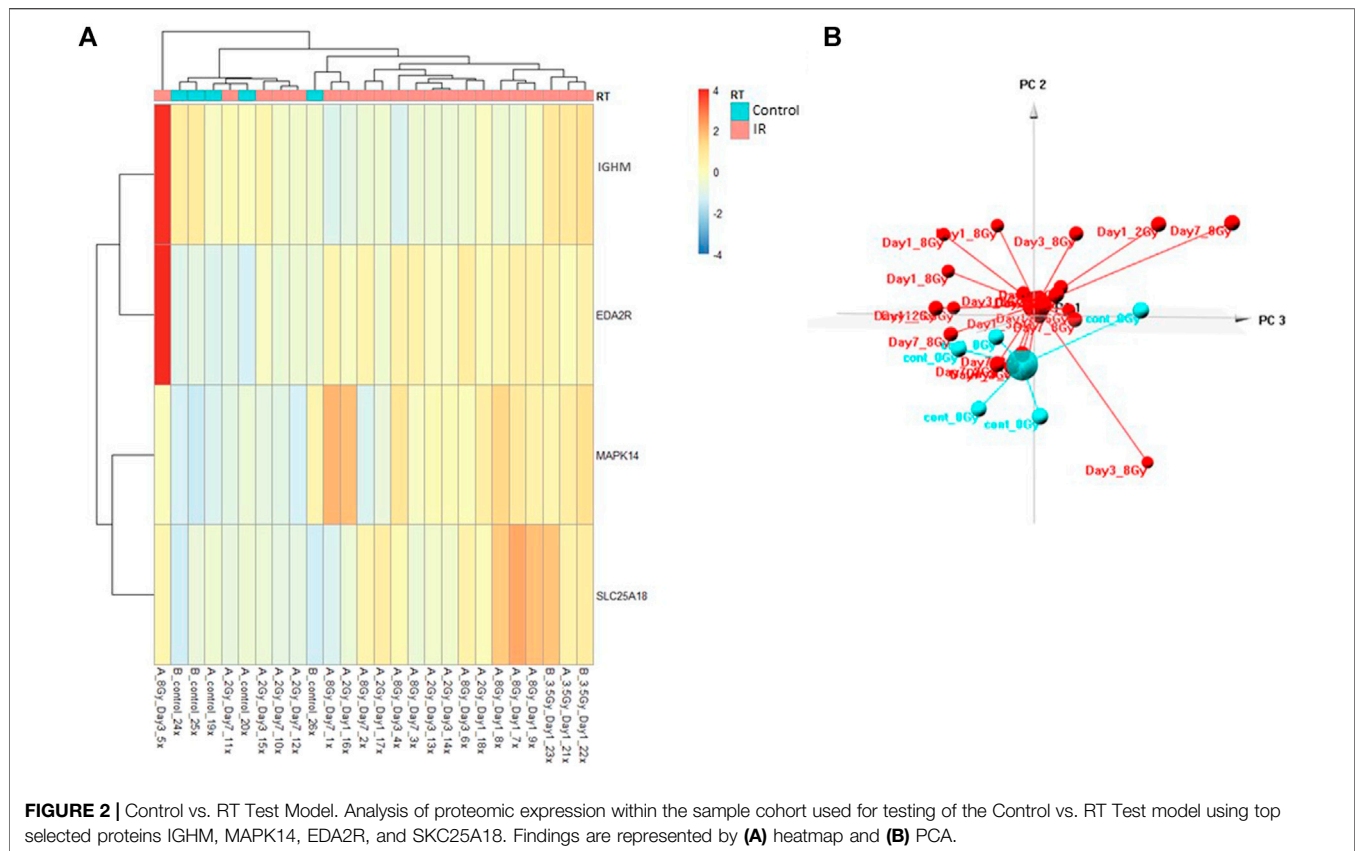 A
B
RT
4
2
0
-2
-4
RT
Control
IR
IGHM
EDA2R
MAPK14
SLC25A18
A_8Gy_Day3_5x
B_control_24x
B_control_25x
A_control_19x
A_2Gy_Day7_11x
A_control_20x
A_2Gy_Day3_15x
A_2Gy_Day7_10x
A_2Gy_Day7_12x
B_control_26x
A_8Gy_Day7_1x
A_2Gy_Day1_16x
A_8Gy_Day7_2x
A_2Gy_Day1_17x
A_8Gy_Day3_4x
A_8Gy_Day7_3x
A_2Gy_Day3_13x
A_2Gy_Day3_14x
A_8Gy_Day3_6x
A_2Gy_Day1_18x
A_8Gy_Day1_8x
A_8Gy_Day1_7x
A_8Gy_Day1_9x
B_3.5Gy_Day1_23x
A_3.5Gy_Day1_21x
B_3.5Gy_Day1_22x
PC 2
Day1_8Gy
Day3_8Gy
Day1_2Gy
Day7_8Gy
Day1_8Gy
PC 3
cont_0Gy
Day7_8Gy
Day7_8Gy
cont_0Gy
cont_0Gy
cont_0Gy
Day3_8Gy
FIGURE 2 | Control vs. RT Test Model. Analysis of proteomic expression within the sample cohort used for testing of the Control vs. RT Test model using top
selected proteins IGHM, MAPK14, EDA2R, and SKC25A18. Findings are represented by (A) heatmap and (B) PCA.